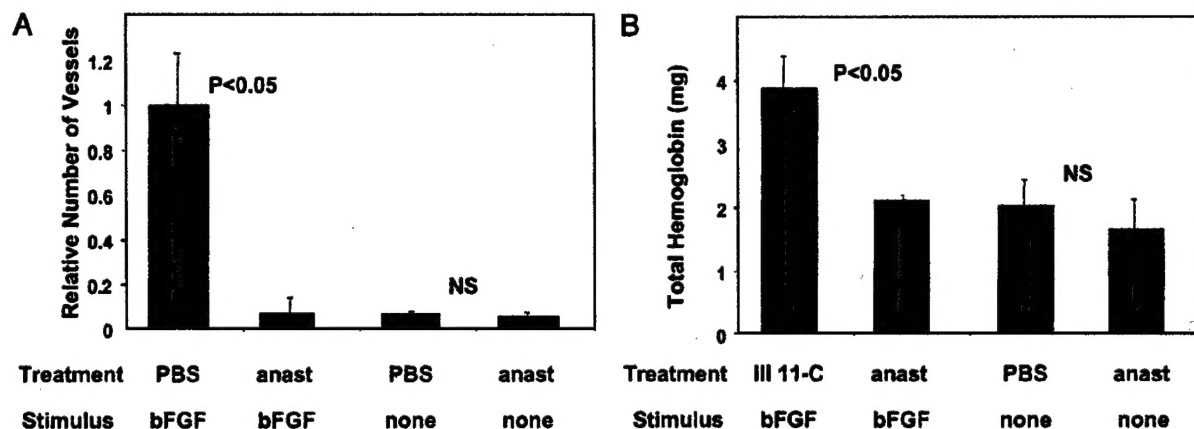 A
Relative Number of Vessels
1.2
1
0.8
0.6
0.4
0.2
0
P<0.05
NS
Treatment PBS anast PBS anast
Stimulus bFGF bFGF none none
B
Total Hemoglobin (mg)
4
3
2
1
0
P<0.05
NS
Treatment III 11-C anast PBS anast
Stimulus bFGF bFGF none none